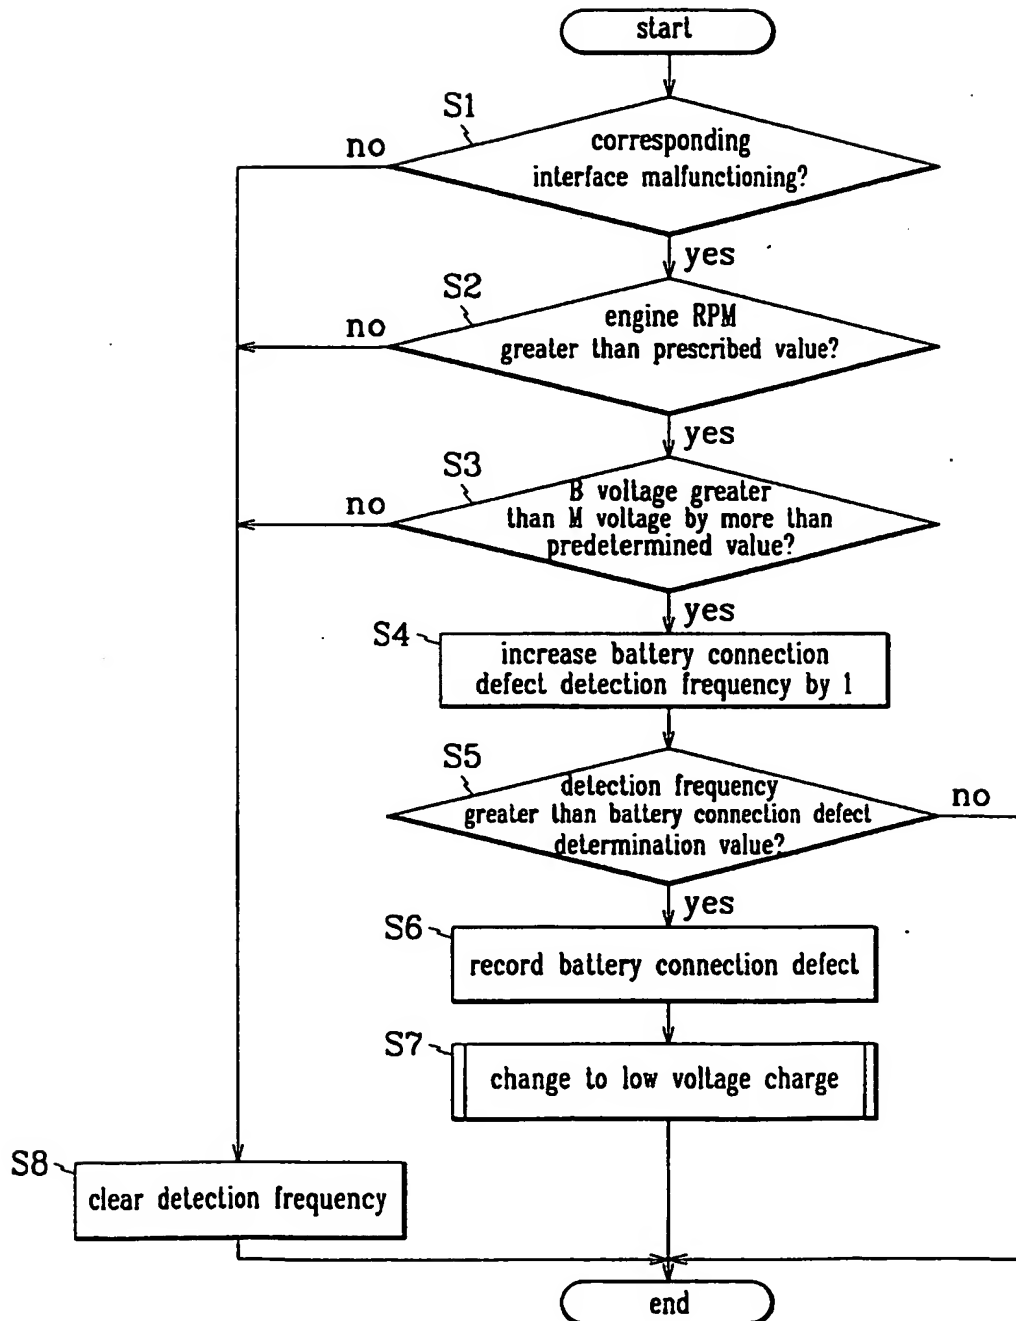 start
S1
no
corresponding
interface malfunctioning?
yes
S2
no
engine RPM
greater than prescribed value?
yes
S3
no
B voltage greater
than M voltage by more than
predetermined value?
yes
S4
increase battery connection
defect detection frequency by 1
S5
detection frequency
greater than battery connection defect
determination value?
no
yes
S6
record battery connection defect
S7
change to low voltage charge
S8
clear detection frequency
end